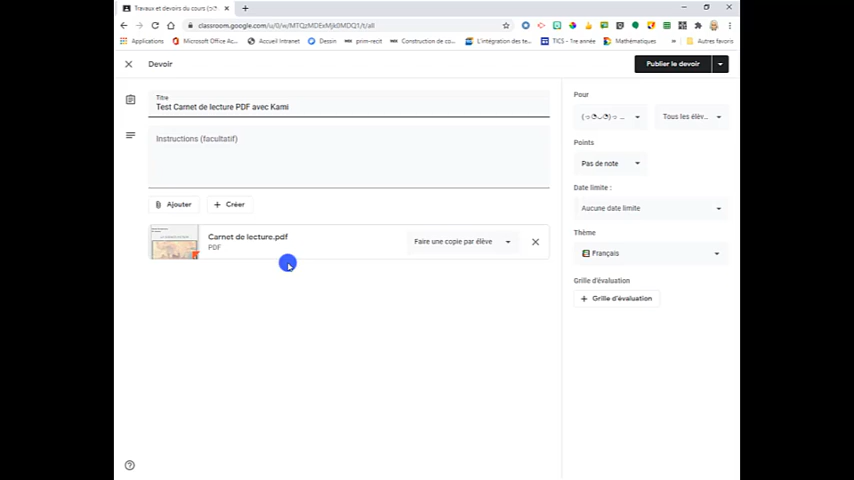 Travaux et devoirs du cours (ツ
classroom.google.com/u/0/w/MTQzMDExMjk0MDQ1/t/all
Applications
Microsoft Office Ac...
Accueil Intranet
Dessin
prim-recit
Construction de co...
L'intégration des te...
TICS - 1re année
Mathématiques
Autres favoris
Devoir
Publier le devoir
Titre
Test Carnet de lecture PDF avec Kami
Instructions (facultatif)
Ajouter
Créer
Carnet de lecture.pdf
PDF
Faire une copie par élève
Pour
Tous les élèv...
Points
Pas de note
Date limite :
Aucune date limite
Thème
Français
Grille d'évaluation
Grille d'évaluation